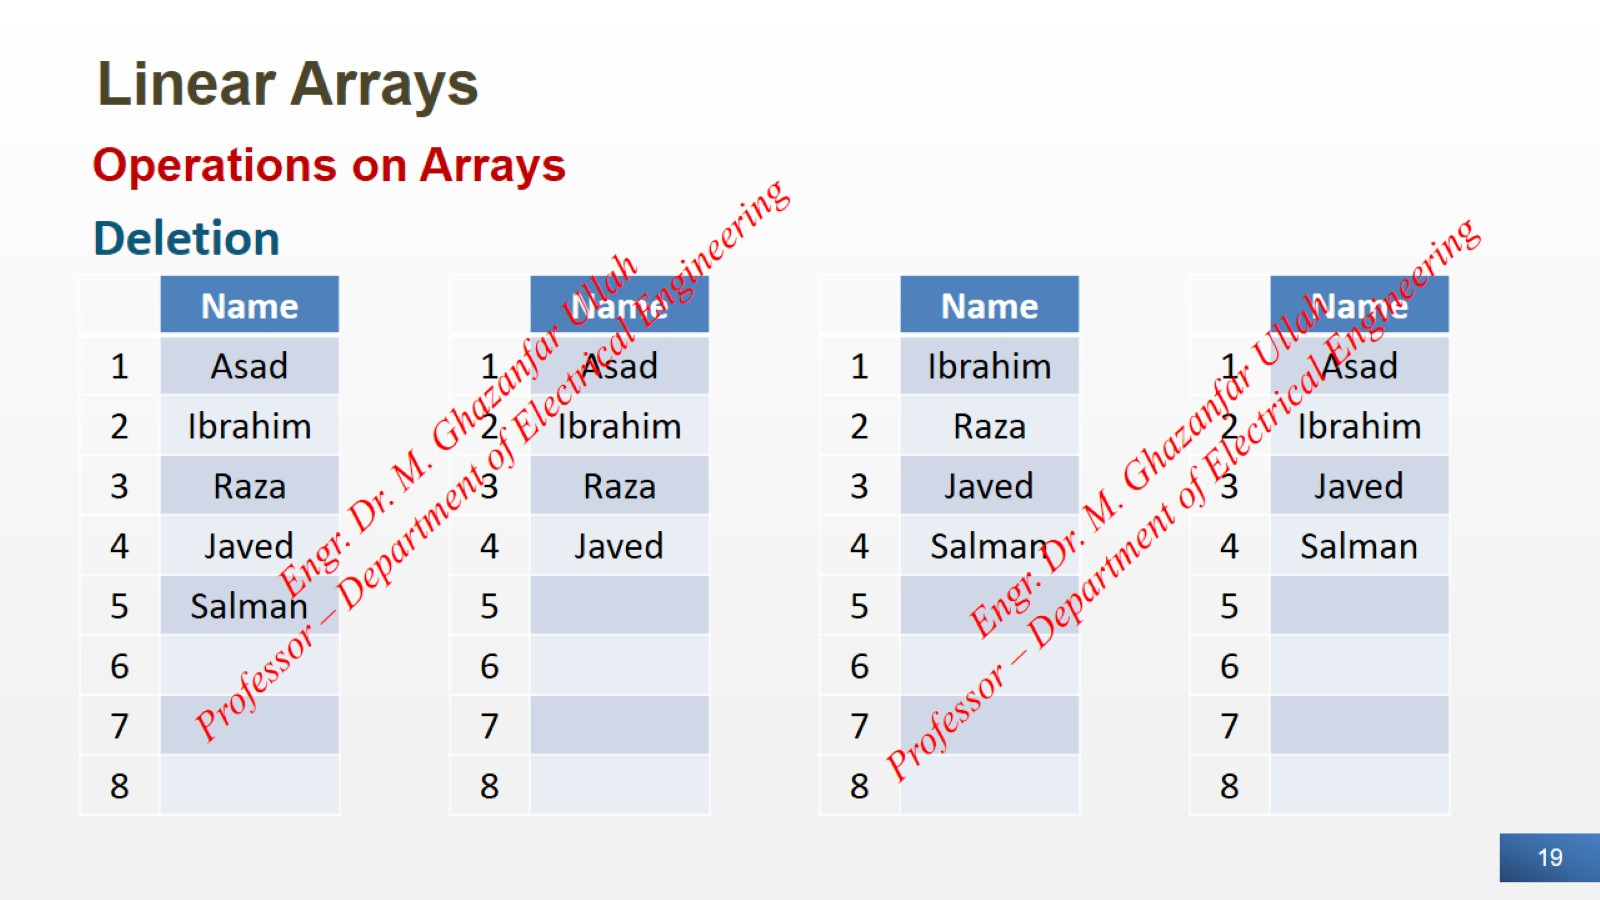 Linear Arrays
Operations on Arrays
Deletion
Name Name Name Name
1 Asad 1 Asad 1 Ibrahim 1 Asad
2 Ibrahim 2 Ibrahim 2 Raza 2 Ibrahim
3 Raza 3 Raza 3 Javed 3 Javed
4 Javed 4 Javed 4 Salman 4 Salman
5 Salman 5 5 5
6 6 6 6
7 7 7 7
8 8 8 8
Engr. Dr. M. Ghazanfar Ullah
Professor – Department of Electrical Engineering
Engr. Dr. M. Ghazanfar Ullah
Professor – Department of Electrical Engineering
19